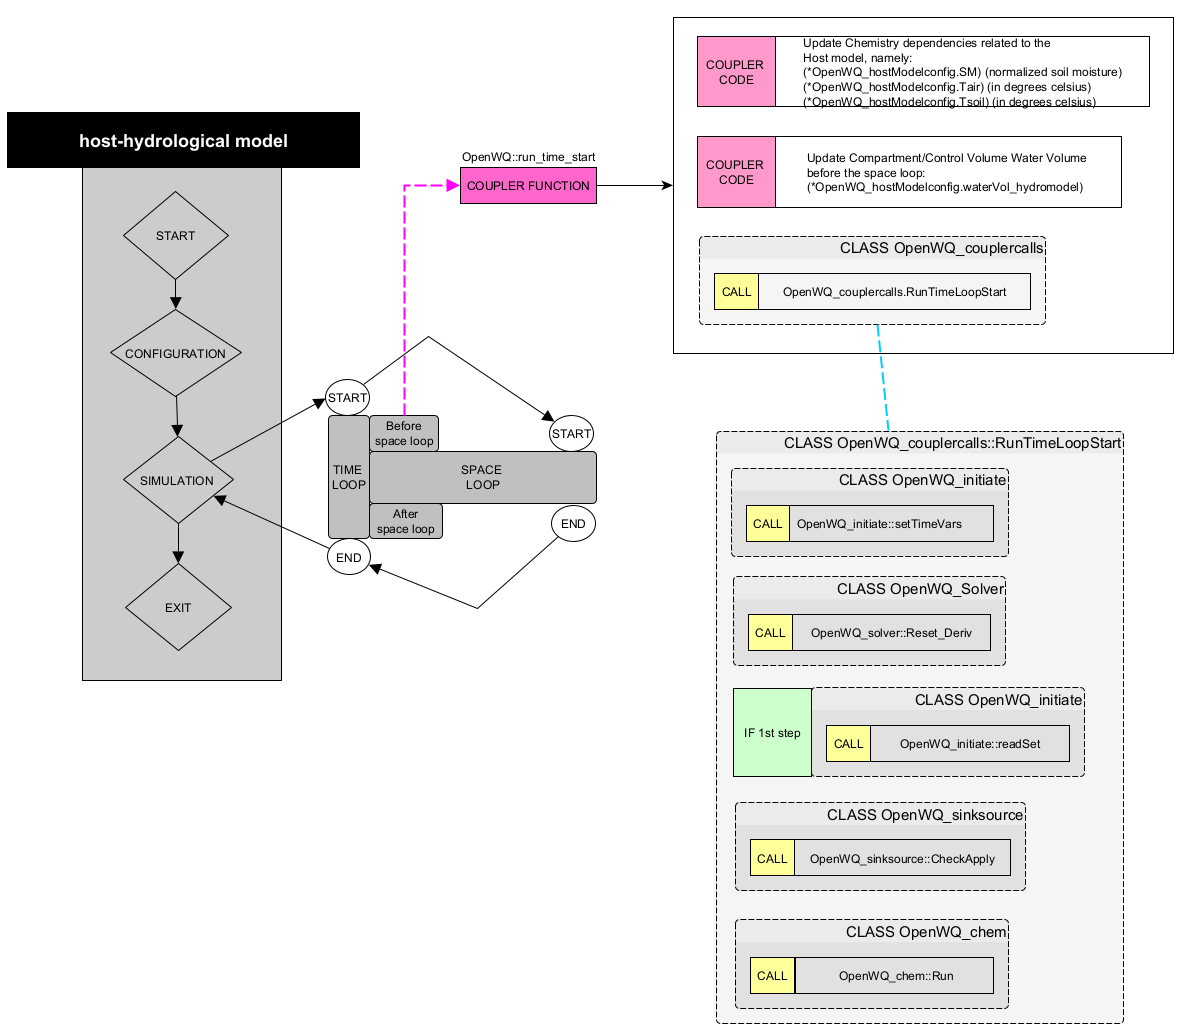 host-hydrological model
START
CONFIGURATION
SIMULATION
EXIT
START
Before
space loop
TIME
LOOP
SPACE
LOOP
After
space loop
END
START
END
OpenWQ::run_time_start
COUPLER FUNCTION
COUPLER
CODE
Update Chemistry dependencies related to the
Host model, namely:
(*OpenWQ_hostModelconfig.SM) (normalized soil moisture)
(*OpenWQ_hostModelconfig.Tair) (in degrees celsius)
(*OpenWQ_hostModelconfig.Tsoil) (in degrees celsius)
COUPLER
CODE
Update Compartment/Control Volume Water Volume
before the space loop:
(*OpenWQ_hostModelconfig.waterVol_hydromodel)
CLASS OpenWQ_couplercalls
CALL
OpenWQ_couplercalls.RunTimeLoopStart
CLASS OpenWQ_couplercalls::RunTimeLoopStart
CLASS OpenWQ_initiate
CALL
OpenWQ_initiate::setTimeVars
CLASS OpenWQ_Solver
CALL
OpenWQ_solver::Reset_Deriv
IF 1st step
CLASS OpenWQ_initiate
CALL
OpenWQ_initiate::readSet
CLASS OpenWQ_sinksource
CALL
OpenWQ_sinksource::CheckApply
CLASS OpenWQ_chem
CALL
OpenWQ_chem::Run